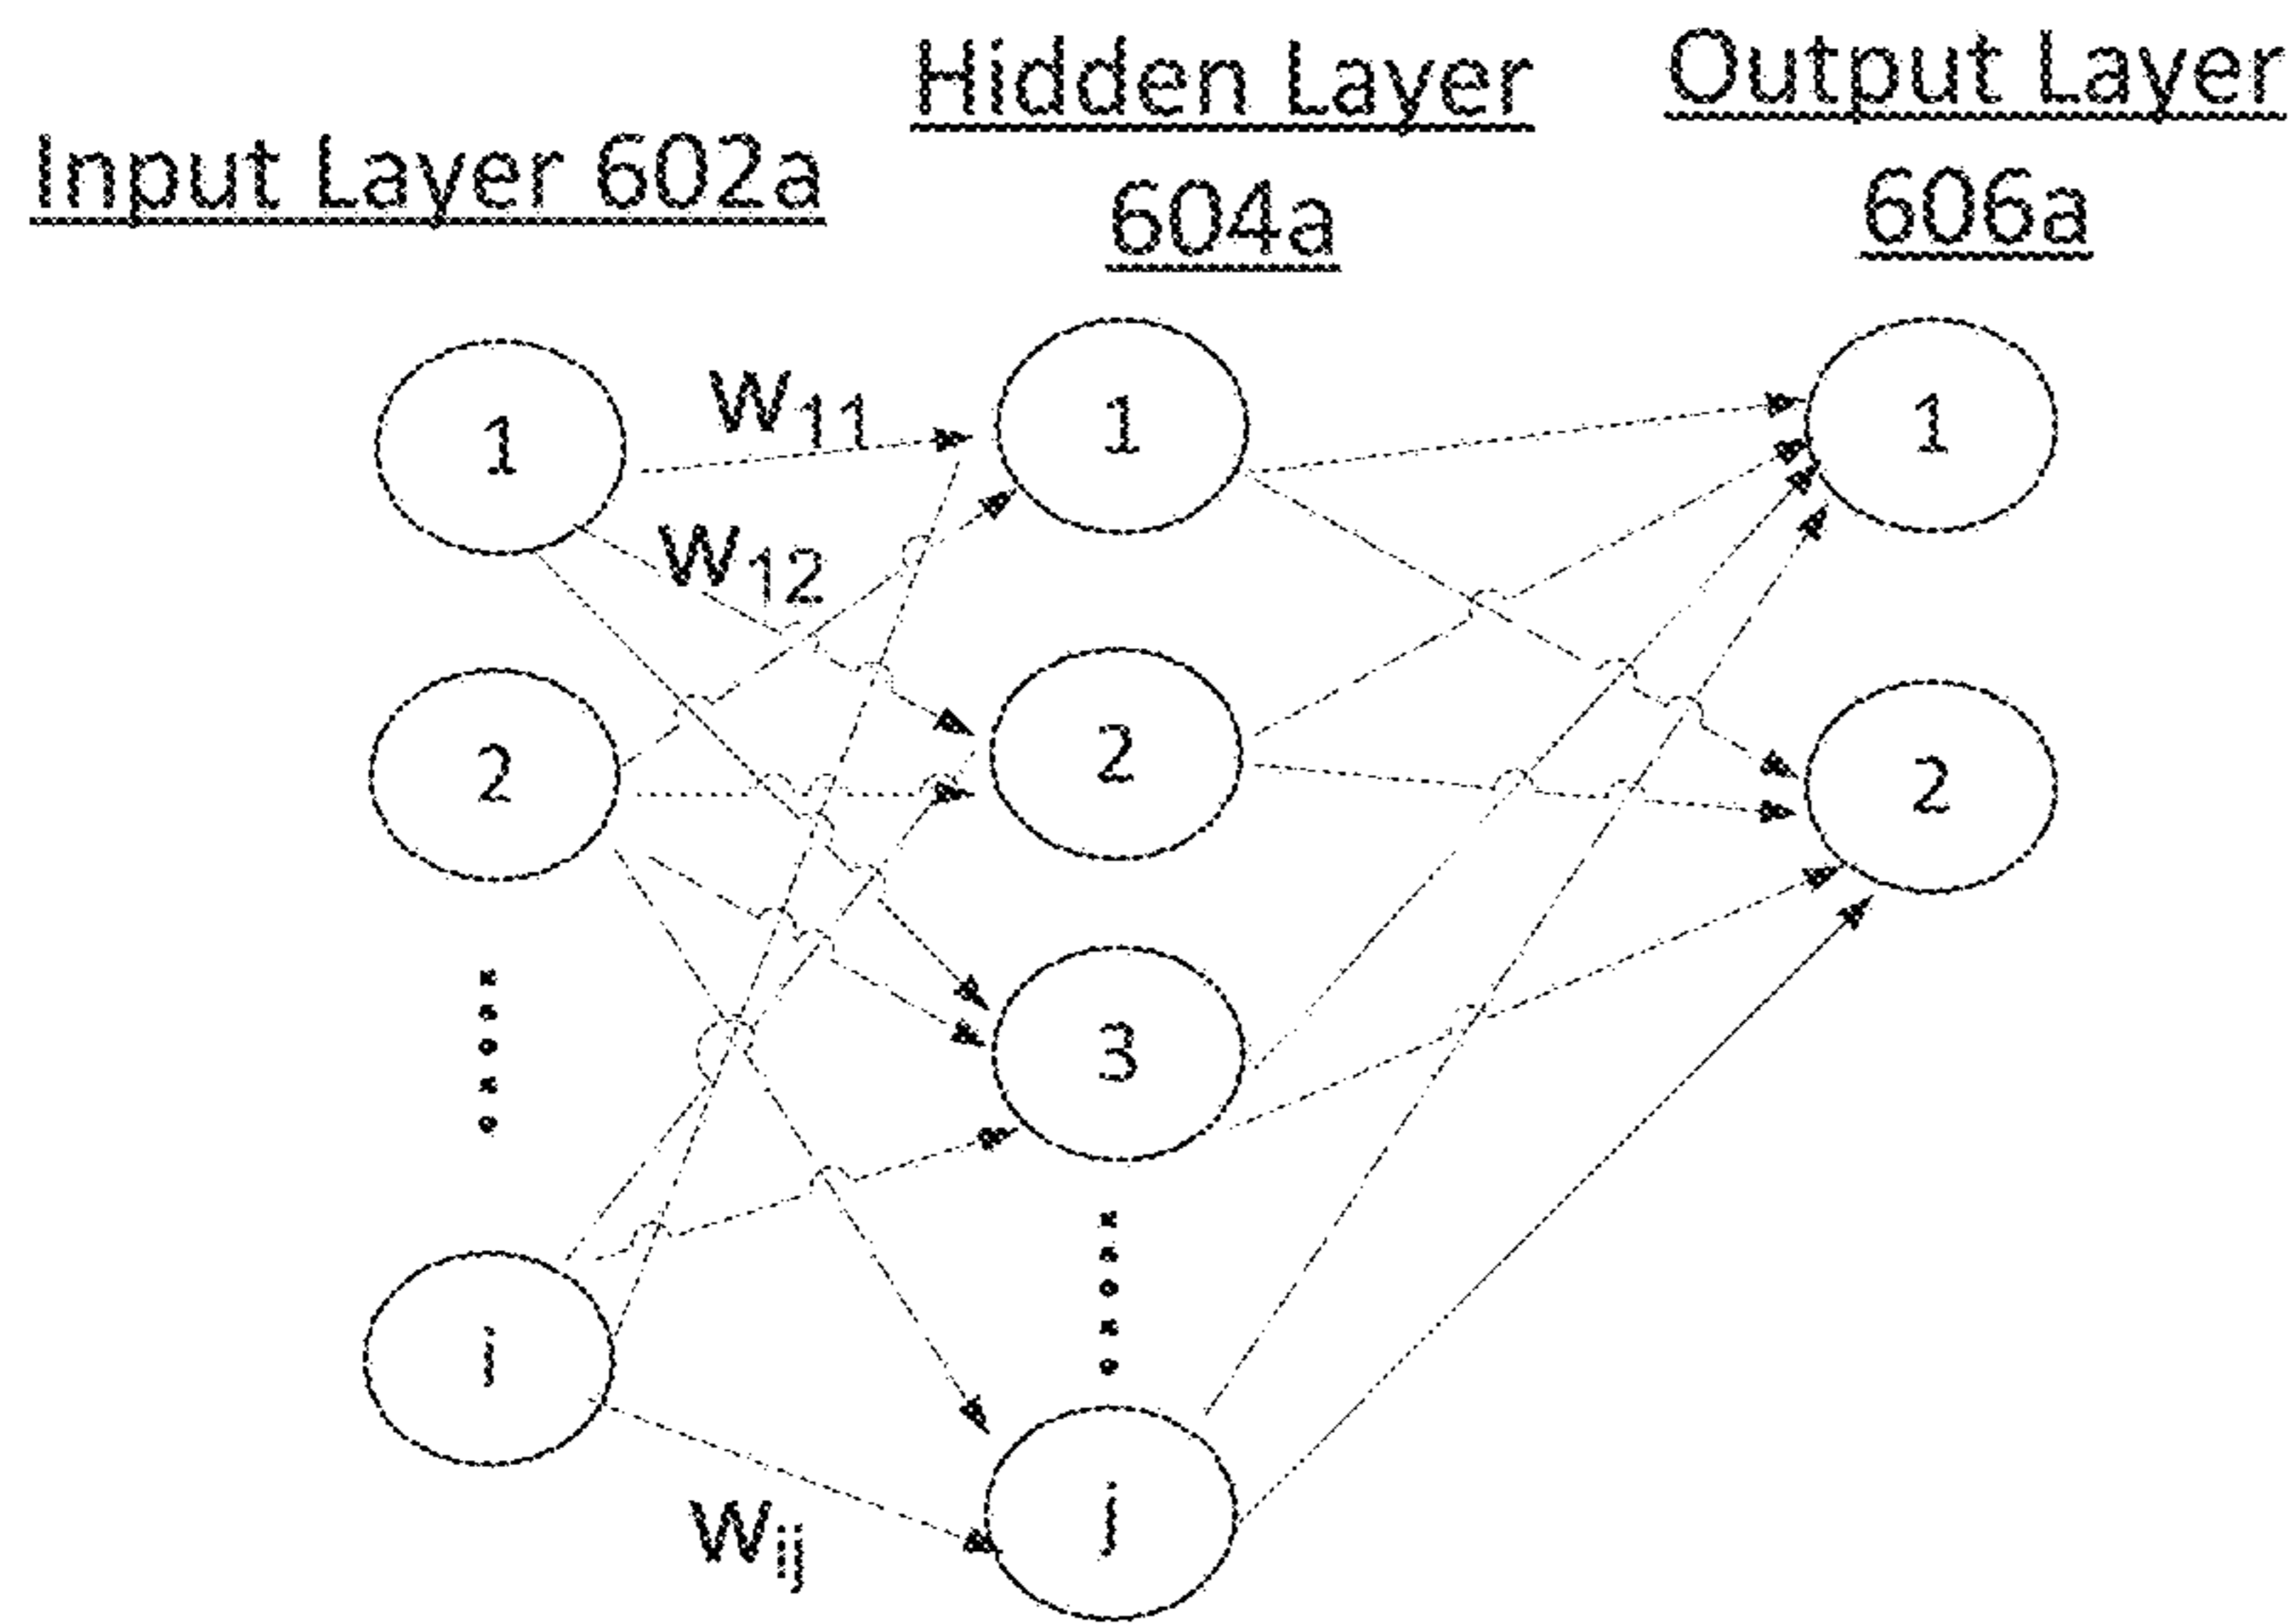 Input Layer 602a
Hidden Layer
604a
Output Layer
606a
1
W11
1
1
W12
2
2
2
3
i
Wij
j